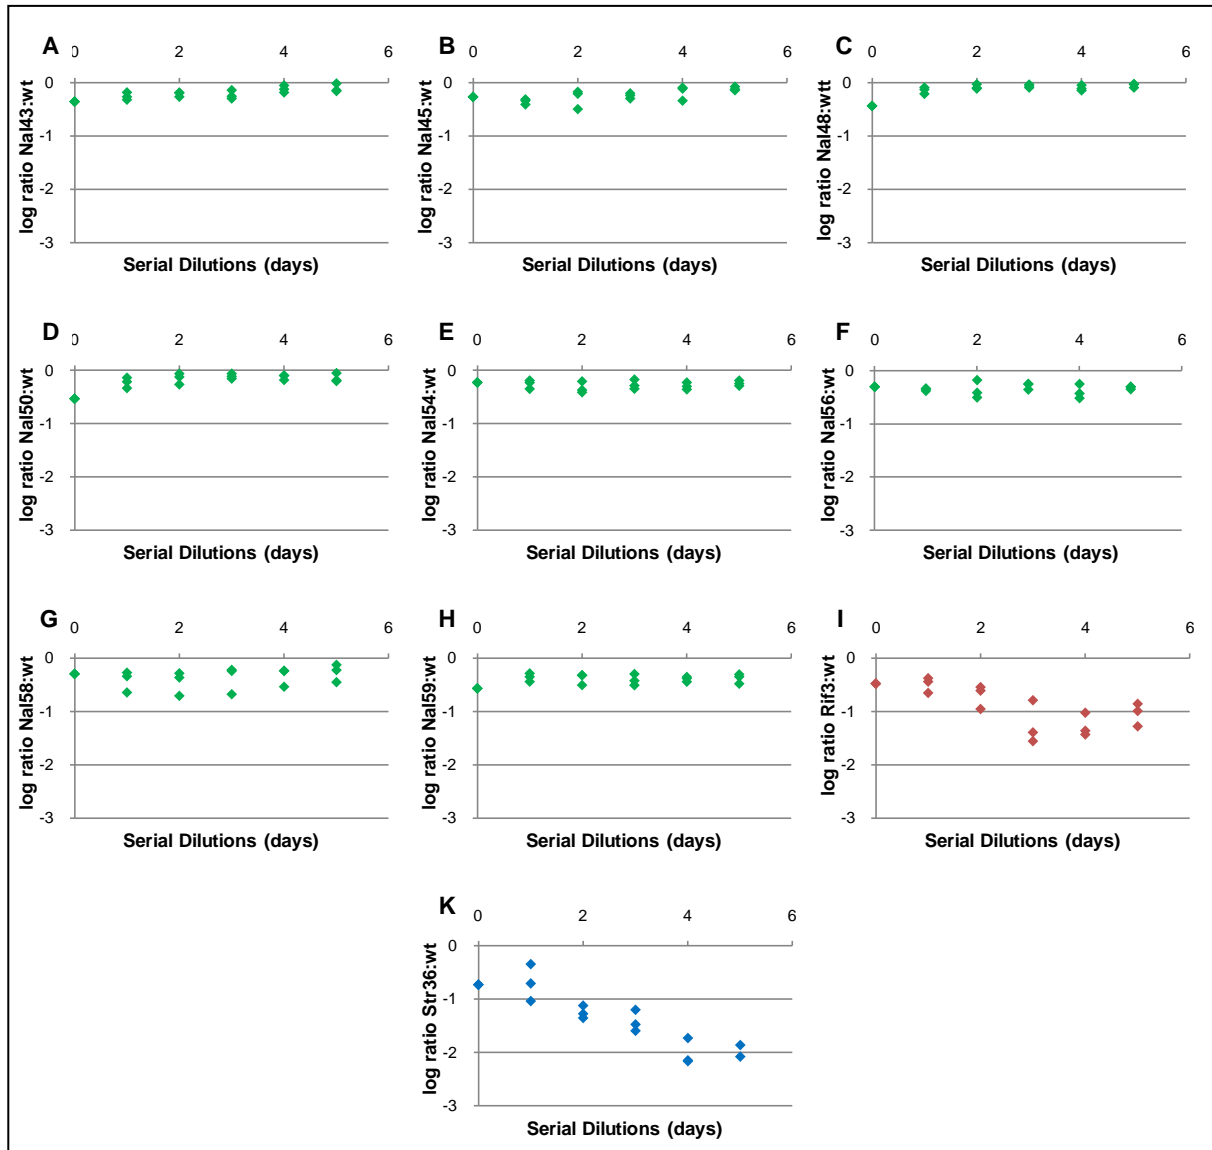 A 0 2 4 6
0
-1
-2
-3
log ratio Nal43:wt
Serial Dilutions (days)
B 0 2 4 6
0
-1
-2
-3
log ratio Nal45:wt
Serial Dilutions (days)
C 0 2 4 6
0
-1
-2
-3
log ratio Nal48:wtt
Serial Dilutions (days)
D 0 2 4 6
0
-1
-2
-3
log ratio Nal50:wt
Serial Dilutions (days)
E 0 2 4 6
0
-1
-2
-3
log ratio Nal54:wt
Serial Dilutions (days)
F 0 2 4 6
0
-1
-2
-3
log ratio Nal56:wt
Serial Dilutions (days)
G 0 2 4 6
0
-1
-2
-3
log ratio Nal58:wt
Serial Dilutions (days)
H 0 2 4 6
0
-1
-2
-3
log ratio Nal59:wt
Serial Dilutions (days)
I 0 2 4 6
0
-1
-2
-3
log ratio Rif3:wt
Serial Dilutions (days)
K 0 2 4 6
0
-1
-2
-3
log ratio Str36:wt
Serial Dilutions (days)